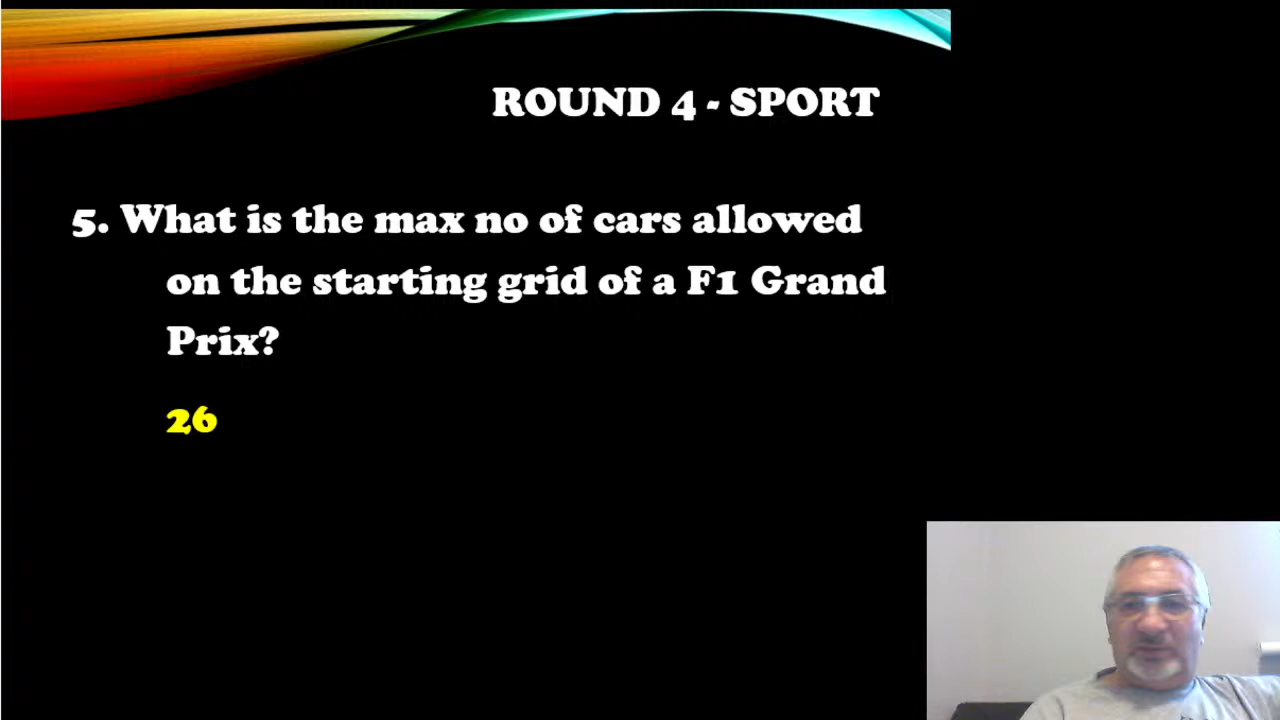 ROUND 4 - SPORT
5. What is the max no of cars allowed
on the starting grid of a F1 Grand
Prix?
26